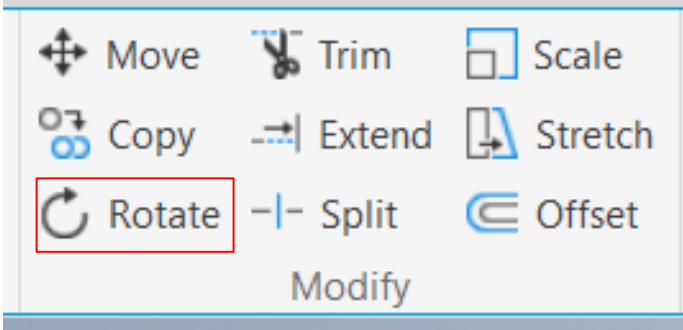 Move Trim Scale
Copy Extend Stretch
Rotate Split Offset
Modify